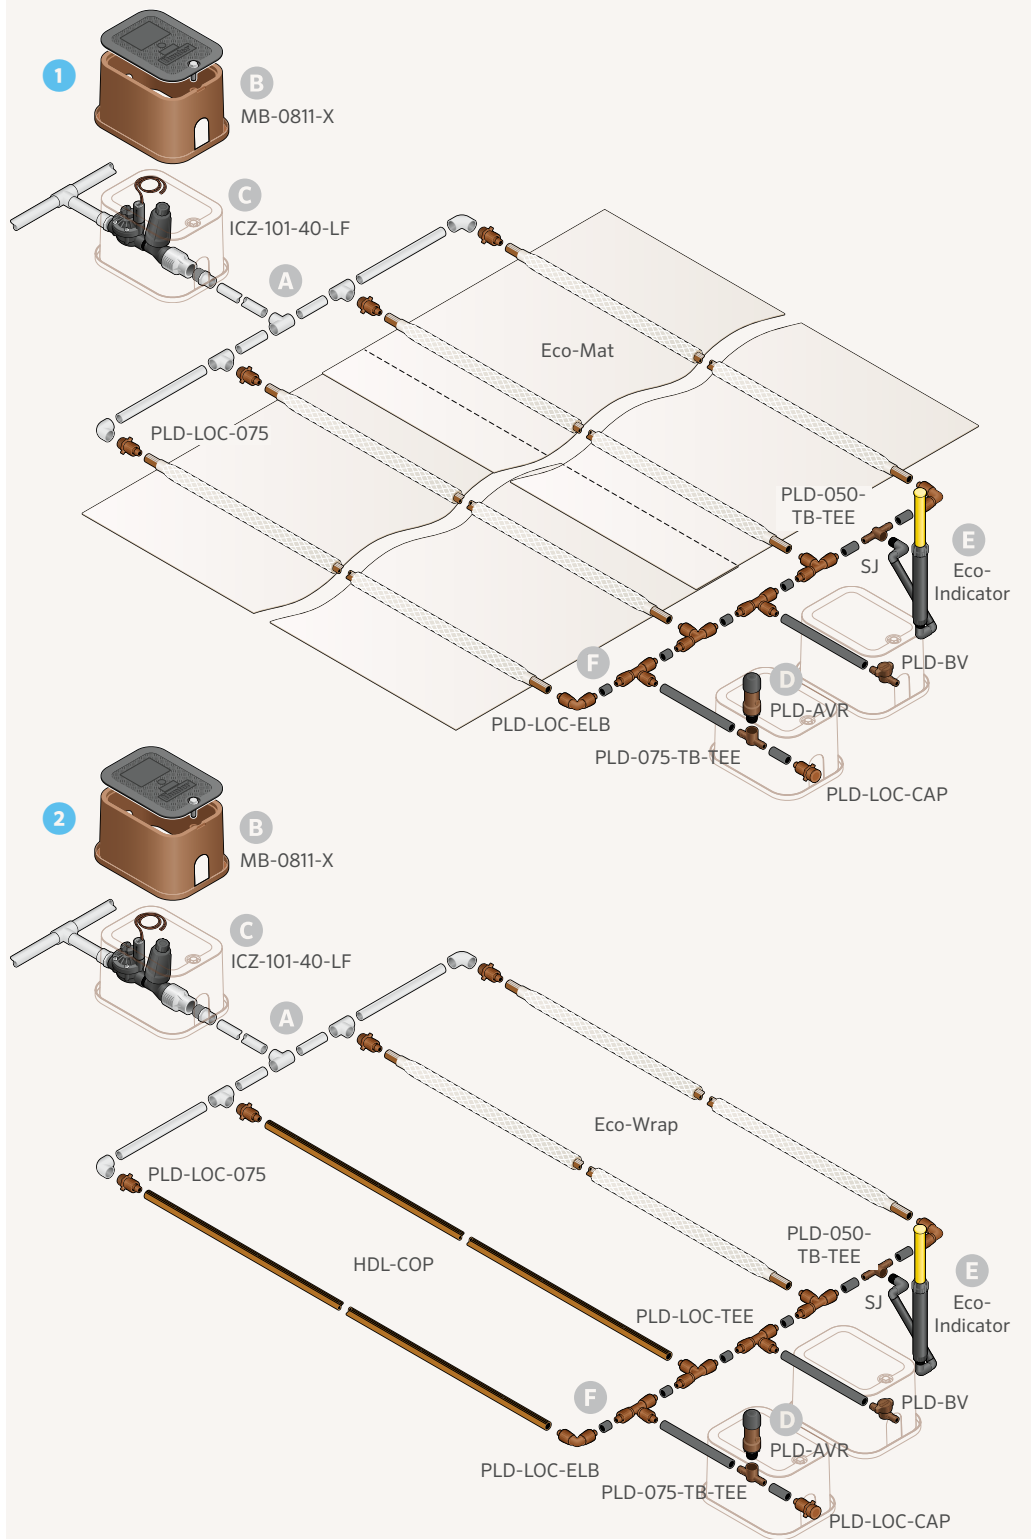 1
B
MB-0811-X
C
ICZ-101-40-LF
A
Eco-Mat
PLD-LOC-075
PLD-050-
TB-TEE
E
SJ
Eco-
Indicator
F
PLD-BV
D
PLD-AVR
PLD-LOC-ELB
PLD-075-TB-TEE
PLD-LOC-CAP
2
B
MB-0811-X
C
ICZ-101-40-LF
A
Eco-Wrap
PLD-LOC-075
PLD-050-
TB-TEE
HDL-COP
E
SJ
Eco-
Indicator
PLD-LOC-TEE
F
PLD-BV
D
PLD-AVR
PLD-LOC-ELB
PLD-075-TB-TEE
PLD-LOC-CAP